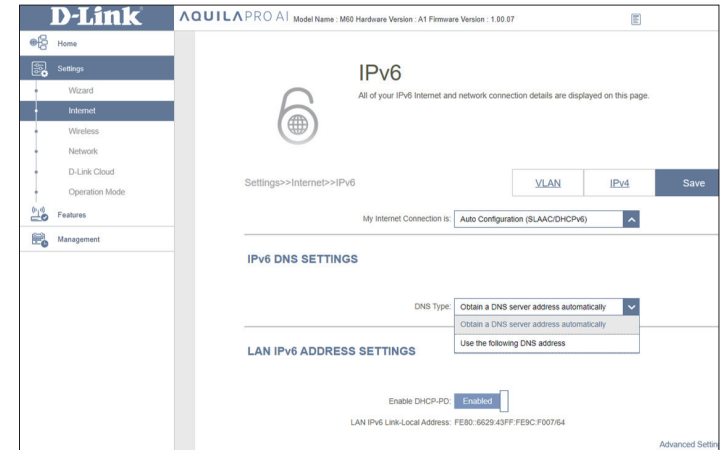 D-Link
AQUILA PRO AI Model Name : M60 Hardware Version : A1 Firmware Version : 1.00.07
Home
Settings
Wizard
Internet
Wireless
Network
D-Link Cloud
Operation Mode
Features
Management
IPv6
All of your IPv6 Internet and network connection details are displayed on this page.
Settings>>Internet>>IPv6
VLAN
IPv4
Save
My Internet Connection is: Auto Configuration (SLAAC/DHCPv6)
IPv6 DNS SETTINGS
DNS Type: Obtain a DNS server address automatically
Obtain a DNS server address automatically
Use the following DNS address
LAN IPv6 ADDRESS SETTINGS
Enable DHCP-PD: Enabled
LAN IPv6 Link-Local Address: FE80::6629:43FF:FE9C:F007/64
Advanced Settin